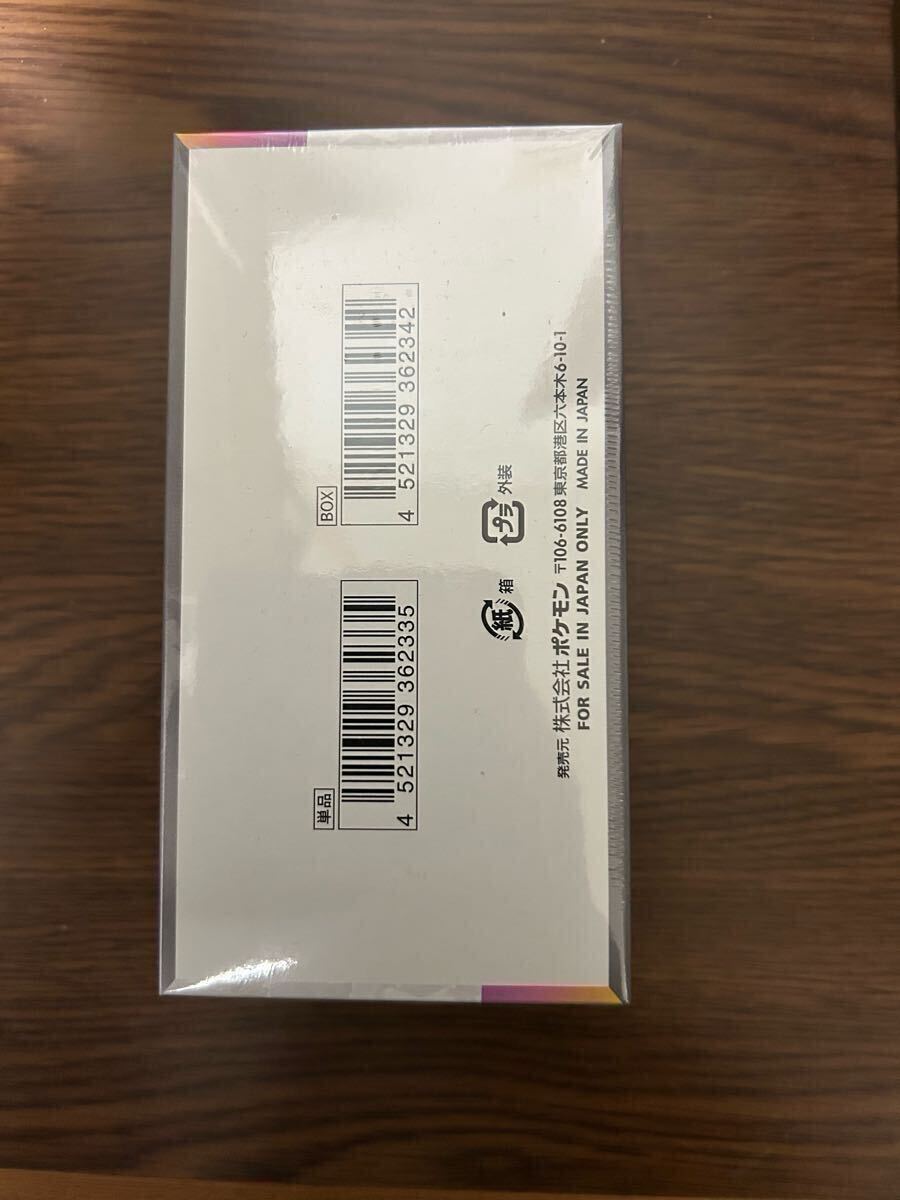 単品
4 521329 362335
BOX
4 521329 362342
紙 箱
プラ 外装
発売元 株式会社 ポケモン 〒106-6108 東京都港区六本木6-10-1
FOR SALE IN JAPAN ONLY MADE IN JAPAN